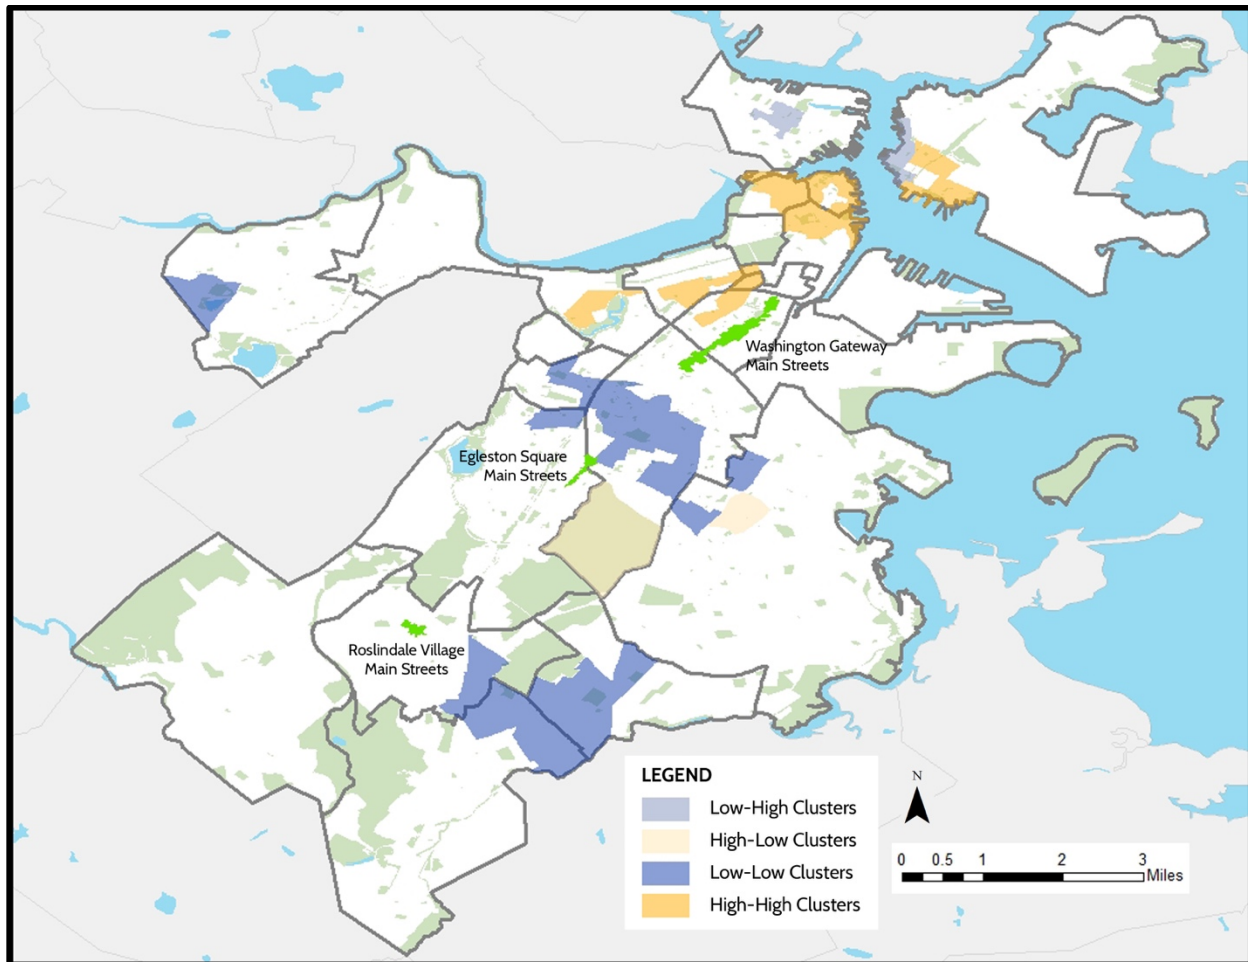 Washington Gateway
Main Streets
Egleston Square
Main Streets
Roslindale Village
Main Streets
LEGEND
Low-High Clusters
High-Low Clusters
Low-Low Clusters
High-High Clusters
N
0 0.5 1 2 3
Miles